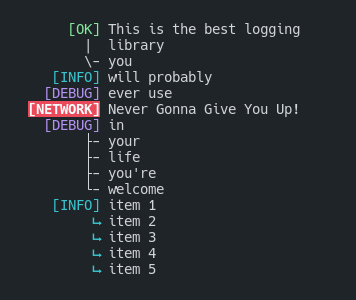 [OK] This is the best logging
| library
\- you
[INFO] will probably
[DEBUG] ever use
[NETWORK] Never Gonna Give You Up!
[DEBUG] in
├- your
├- life
├- you're
└- welcome
[INFO] item 1
↳ item 2
↳ item 3
↳ item 4
↳ item 5